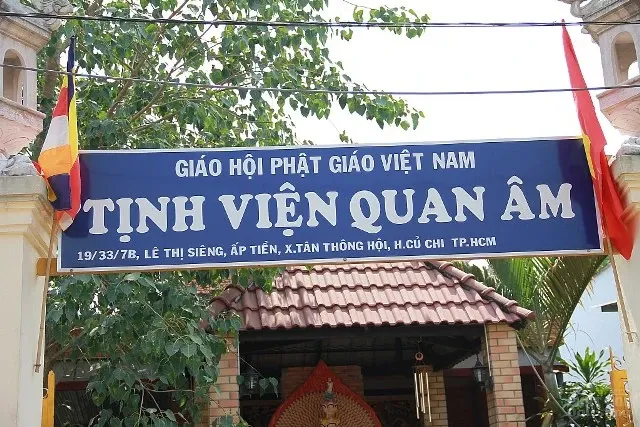 GIÁO HỘI PHẬT GIÁO VIỆT NAM
TỊNH VIỆN QUAN ÂM
19/33/7B, LÊ THỊ SIÊNG, ẤP TIỀN, X.TÂN THÔNG HỘI, H.CỦ CHI TP.HCM